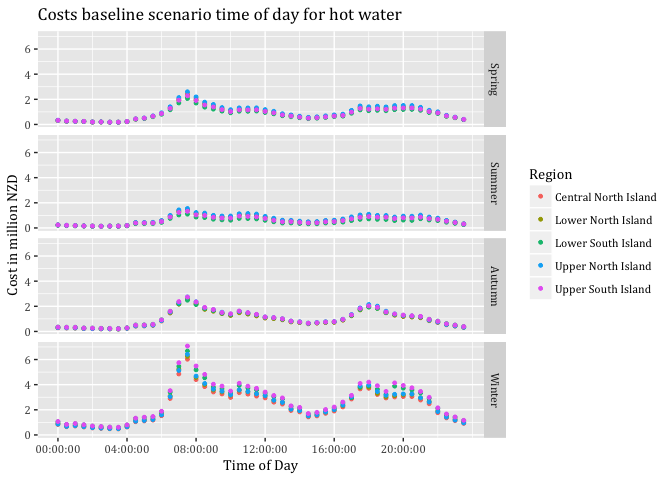 Costs baseline scenario time of day for hot water
Cost in million NZD
6
4
2
0
Spring
6
4
2
0
Summer
6
4
2
0
Autumn
6
4
2
0
Winter
00:00:00 04:00:00 08:00:00 12:00:00 16:00:00 20:00:00
Time of Day
Region
Central North Island
Lower North Island
Lower South Island
Upper North Island
Upper South Island